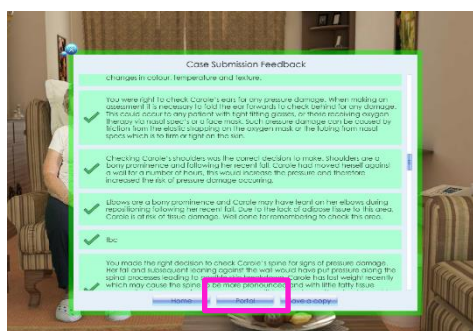 Case Submission Feedback
changes in colour, temperature and texture.
You were right to check Carole's ears for any pressure damage. When making an
assessment it is necessary to fold the ear forwards to check behind for any damage.
This could occur to any patient with tight fitting glasses, or those receiving oxygen
therapy via nasal spec's or a face mask. Such pressure damage can be caused by
friction from the elastic strapping on the oxygen mask or the tubing from nasal
specs which is to firm or tight on the skin.
Checking Carole's shoulders was the correct decision to make. Shoulders are a
bony prominence and following her recent fall, Carole had moved herself against
a wall for a number of hours, this would increase the pressure and therefore
increased the risk of pressure damage occurring.
Elbows are a bony prominence and Carole may have leant on her elbows during
repositioning following her recent fall. Due to the lack of adipose tissue to this area,
Carole is at risk of tissue damage. Well done for remembering to check this area.
tbc
You made the right decision to check Carole's spine for signs of pressure damage.
Her fall and subsequent leaning against the wall would have put pressure along the
spinal processes leading to Carole has lost weight recently
which may cause the spine to be more pronounced and with little fatty tissue
Home
Portal
ave a copy